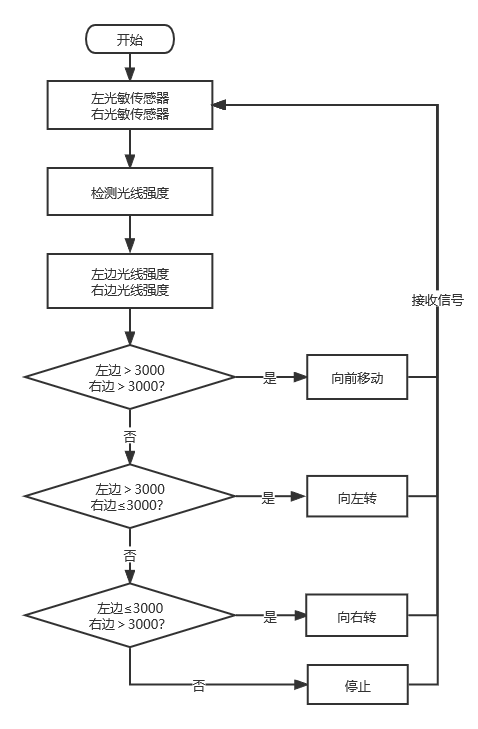 开始
左光敏传感器
右光敏传感器
检测光线强度
左边光线强度
右边光线强度
接收信号
左边 > 3000
右边 > 3000?
是
向前移动
否
左边 > 3000
右边≤3000?
是
向左转
否
左边≤3000
右边 > 3000?
是
向右转
否
停止